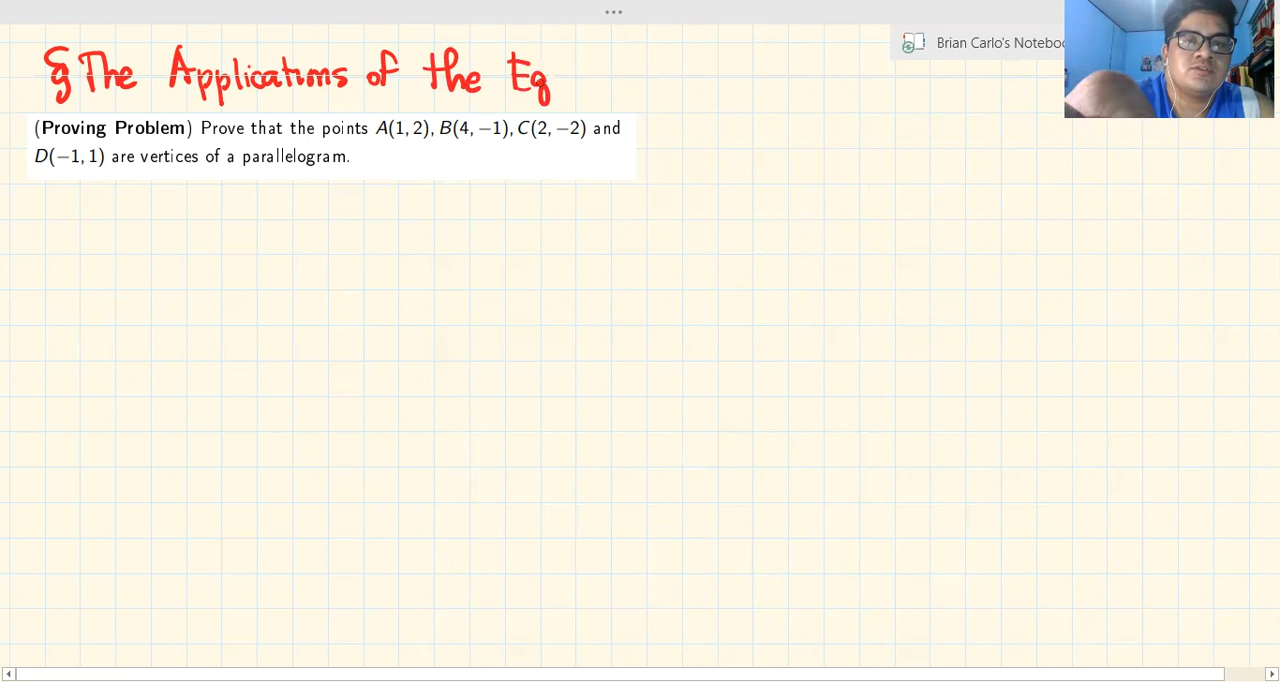 § The Applications of the Eq
Brian Carlo's Noteboo
(Proving Problem) Prove that the points A(1, 2), B(4, −1), C(2, −2) and
D(−1, 1) are vertices of a parallelogram.